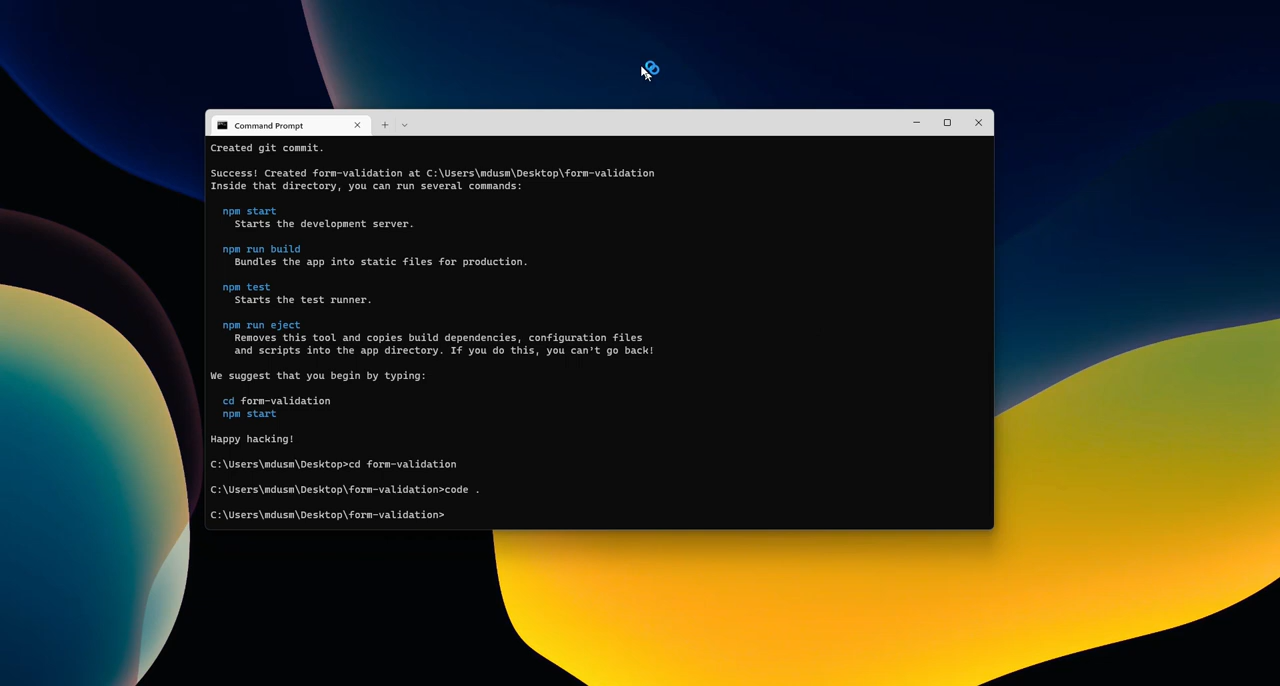 Command Prompt
Created git commit.
Success! Created form-validation at C:\Users\mdusm\Desktop\form-validation
Inside that directory, you can run several commands:
npm start
Starts the development server.
npm run build
Bundles the app into static files for production.
npm test
Starts the test runner.
npm run eject
Removes this tool and copies build dependencies, configuration files
and scripts into the app directory. If you do this, you can't go back!
We suggest that you begin by typing:
cd form-validation
npm start
Happy hacking!
C:\Users\mdusm\Desktop>cd form-validation
C:\Users\mdusm\Desktop\form-validation>code .
C:\Users\mdusm\Desktop\form-validation>